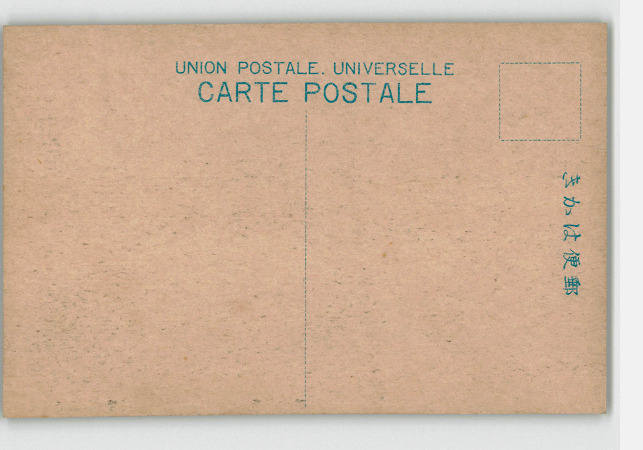 UNION POSTALE. UNIVERSELLE
CARTE POSTALE
郵便はかき